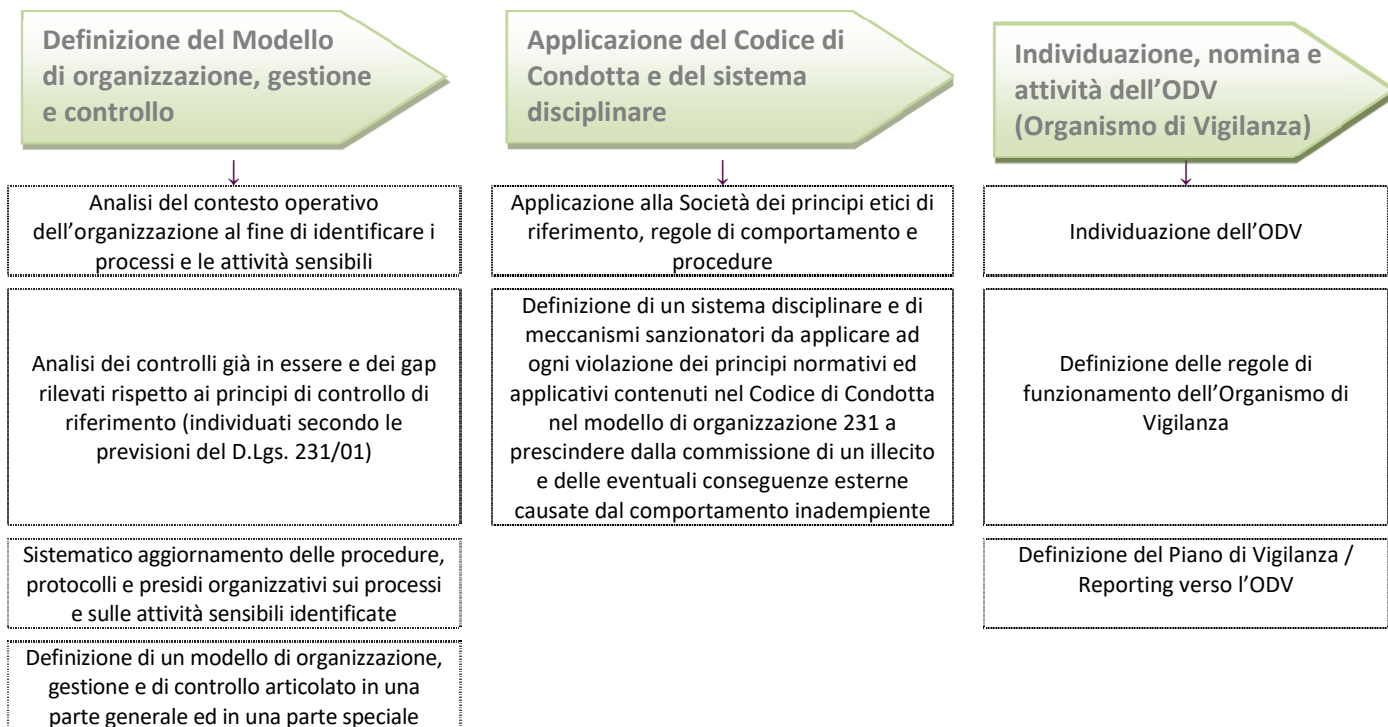 Definizione del Modello
di organizzazione, gestione
e controllo
Analisi del contesto operativo
dell’organizzazione al fine di identificare i
processi e le attività sensibili
Analisi dei controlli già in essere e dei gap
rilevati rispetto ai principi di controllo di
riferimento (individuati secondo le
previsioni del D.Lgs. 231/01)
Sistematico aggiornamento delle procedure,
protocolli e presidi organizzativi sui processi
e sulle attività sensibili identificate
Definizione di un modello di organizzazione,
gestione e di controllo articolato in una
parte generale ed in una parte speciale
Applicazione del Codice di
Condotta e del sistema
disciplinare
Applicazione alla Società dei principi etici di
riferimento, regole di comportamento e
procedure
Definizione di un sistema disciplinare e di
meccanismi sanzionatori da applicare ad
ogni violazione dei principi normativi ed
applicativi contenuti nel Codice di Condotta
nel modello di organizzazione 231 a
prescindere dalla commissione di un illecito
e delle eventuali conseguenze esterne
causate dal comportamento inadempiente
Individuazione, nomina e
attività dell’ODV
(Organismo di Vigilanza)
Individuazione dell’ODV
Definizione delle regole di
funzionamento dell’Organismo di
Vigilanza
Definizione del Piano di Vigilanza /
Reporting verso l’ODV